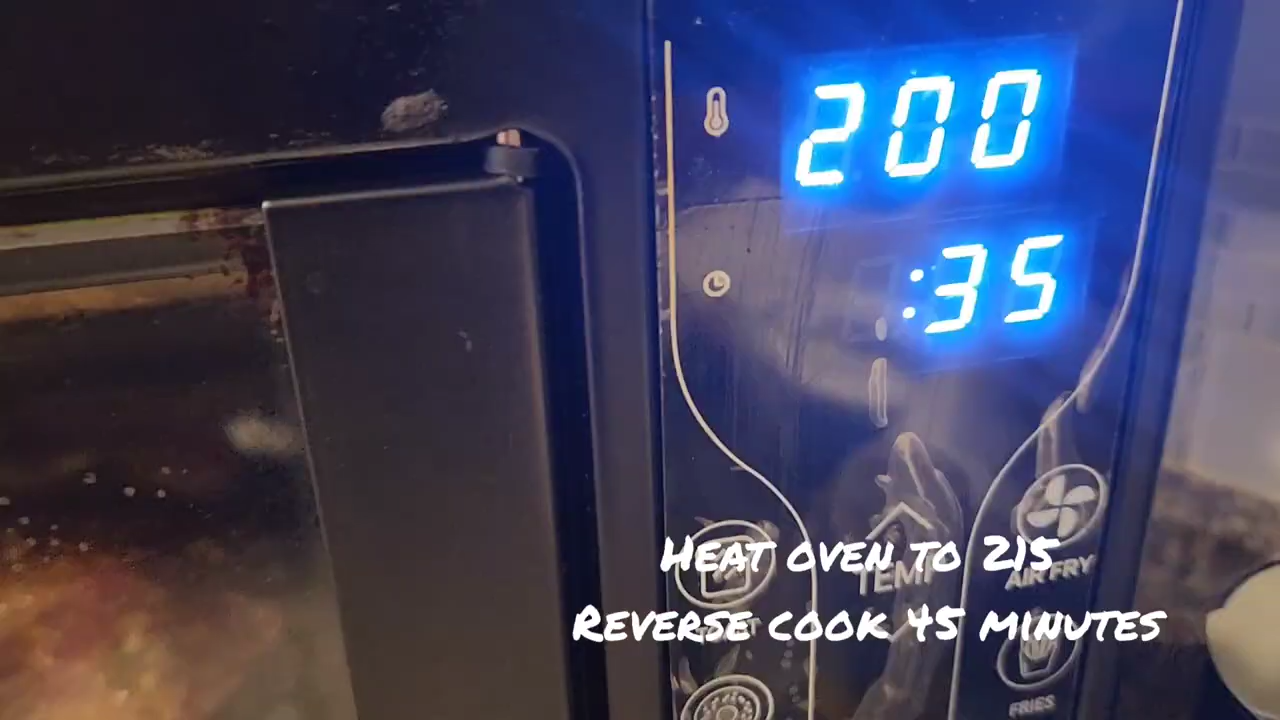 200
:35
TEMP
AIR FRY
Heat oven to 215
Reverse cook 45 minutes
FRIES